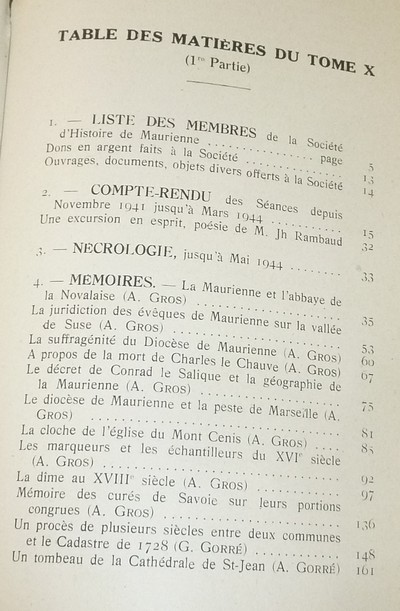 TABLE DES MATIÈRES DU TOME X
(1re Partie)
1. — LISTE DES MEMBRES de la Société
d'Histoire de Maurienne . . . . . . . . . . . . . . page 5
Dons en argent faits à la Société . . . . . . . . . . . . 13
Ouvrages, documents, objets divers offerts à la Société 14
2. — COMPTE-RENDU des Séances depuis
Novembre 1941 jusqu'à Mars 1944 . . . . . . . . . . 15
Une excursion en esprit, poésie de M. Jh Rambaud 32
3. — NECROLOGIE, jusqu'à Mai 1944 . . . . . . . . 33
4. — MEMOIRES. — La Maurienne et l'abbaye de
la Novalaise (A. GROS) . . . . . . . . . . . . . . . . 35
La juridiction des évêques de Maurienne sur la vallée
de Suse (A. GROS) . . . . . . . . . . . . . . . . . . 53
La suffragénité du Diocèse de Maurienne (A. GROS) 60
A propos de la mort de Charles le Chauve (A. GROS) 67
Le décret de Conrad le Salique et la géographie de
la Maurienne (A. GROS) . . . . . . . . . . . . . . . . 75
Le diocèse de Maurienne et la peste de Marseille (A.
GROS) . . . . . . . . . . . . . . . . . . . . . . . . 81
La cloche de l'église du Mont Cenis (A. GROS) . . . . 85
Les marqueurs et les échantilleurs du XVIe siècle
(A. GROS) . . . . . . . . . . . . . . . . . . . . . . 92
La dîme au XVIIIe siècle (A. GROS) . . . . . . . . . . 97
Mémoire des curés de Savoie sur leurs portions
congrues (A. GROS) . . . . . . . . . . . . . . . . . . 136
Un procès de plusieurs siècles entre deux communes
et le Cadastre de 1728 (G. GORRÉ) . . . . . . . . . . 148
Un tombeau de la Cathédrale de St-Jean (A. GORRÉ) 161